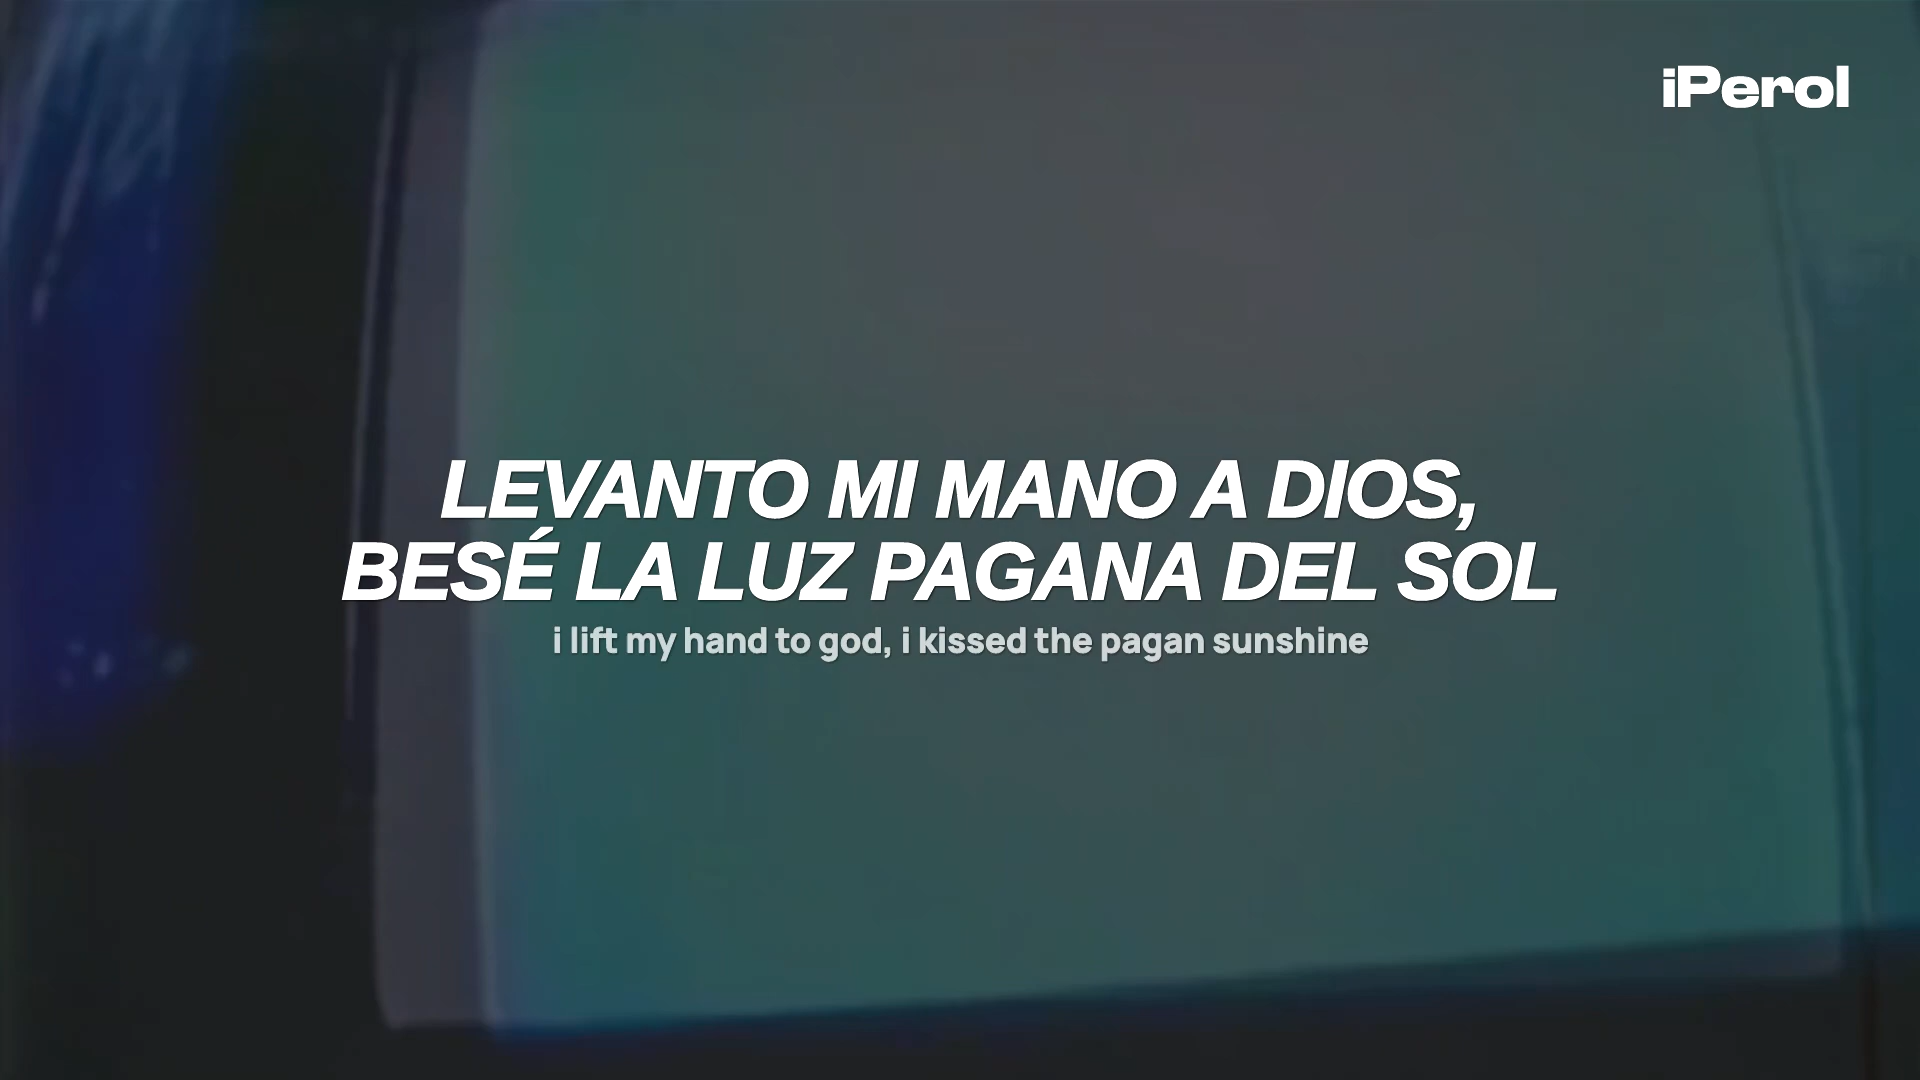 iPerol
LEVANTO MI MANO A DIOS,
BESÉ LA LUZ PAGANA DEL SOL
i lift my hand to god, i kissed the pagan sunshine